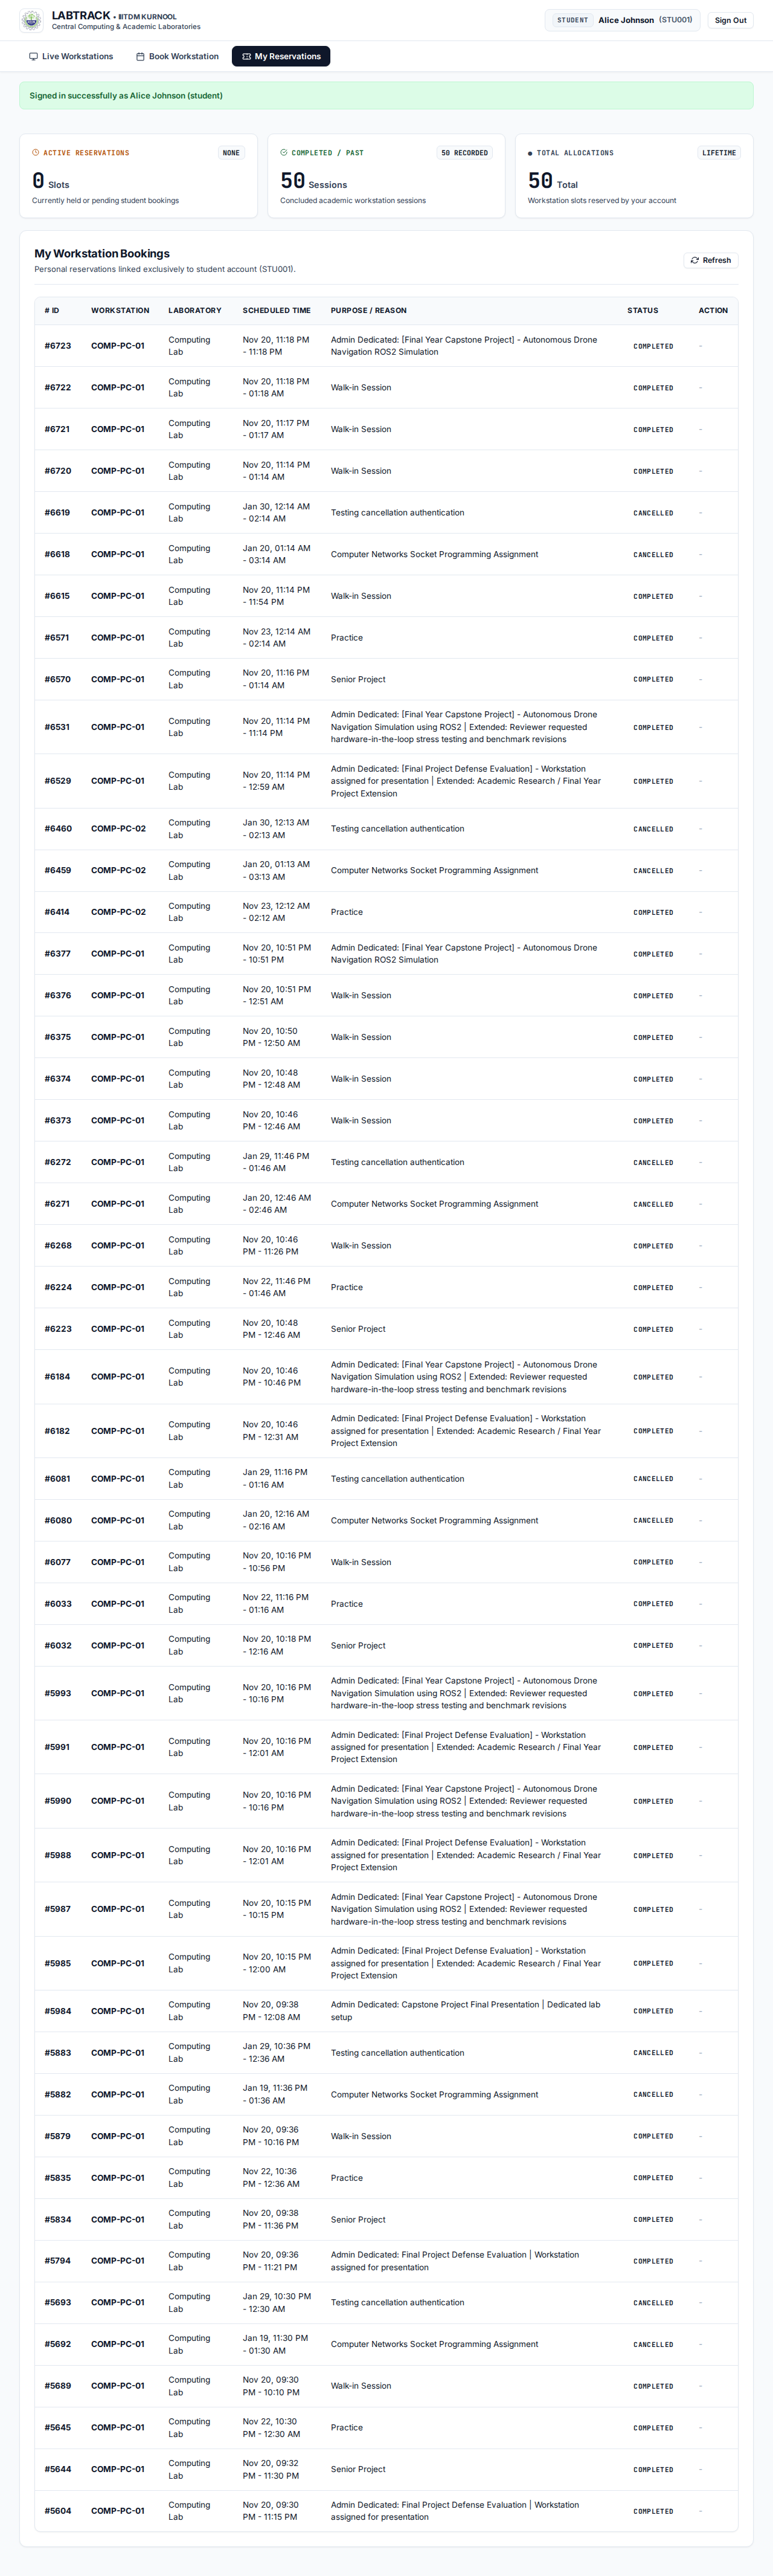 LABTRACK • IIITDM KURNOOL
Central Computing & Academic Laboratories
STUDENT Alice Johnson (STU001) Sign Out
Live Workstations Book Workstation My Reservations
Signed in successfully as Alice Johnson (student)
ACTIVE RESERVATIONS NONE
0 Slots
Currently held or pending student bookings
COMPLETED / PAST 50 RECORDED
50 Sessions
Concluded academic workstation sessions
TOTAL ALLOCATIONS LIFETIME
50 Total
Workstation slots reserved by your account
My Workstation Bookings
Personal reservations linked exclusively to student account (STU001).
Refresh
# ID WORKSTATION LABORATORY SCHEDULED TIME PURPOSE / REASON STATUS ACTION
#6723 COMP-PC-01 Computing Lab Nov 20, 11:18 PM - 11:18 PM Admin Dedicated: [Final Year Capstone Project] - Autonomous Drone Navigation ROS2 Simulation COMPLETED -
#6722 COMP-PC-01 Computing Lab Nov 20, 11:18 PM - 01:18 AM Walk-in Session COMPLETED -
#6721 COMP-PC-01 Computing Lab Nov 20, 11:17 PM - 01:17 AM Walk-in Session COMPLETED -
#6720 COMP-PC-01 Computing Lab Nov 20, 11:14 PM - 01:14 AM Walk-in Session COMPLETED -
#6619 COMP-PC-01 Computing Lab Jan 30, 12:14 AM - 02:14 AM Testing cancellation authentication CANCELLED -
#6618 COMP-PC-01 Computing Lab Jan 20, 01:14 AM - 03:14 AM Computer Networks Socket Programming Assignment CANCELLED -
#6615 COMP-PC-01 Computing Lab Nov 20, 11:14 PM - 11:54 PM Walk-in Session COMPLETED -
#6571 COMP-PC-01 Computing Lab Nov 23, 12:14 AM - 02:14 AM Practice COMPLETED -
#6570 COMP-PC-01 Computing Lab Nov 20, 11:16 PM - 01:14 AM Senior Project COMPLETED -
#6531 COMP-PC-01 Computing Lab Nov 20, 11:14 PM - 11:14 PM Admin Dedicated: [Final Year Capstone Project] - Autonomous Drone Navigation Simulation using ROS2 | Extended: Reviewer requested hardware-in-the-loop stress testing and benchmark revisions COMPLETED -
#6529 COMP-PC-01 Computing Lab Nov 20, 11:14 PM - 12:59 AM Admin Dedicated: [Final Project Defense Evaluation] - Workstation assigned for presentation | Extended: Academic Research / Final Year Project Extension COMPLETED -
#6460 COMP-PC-02 Computing Lab Jan 30, 12:13 AM - 02:13 AM Testing cancellation authentication CANCELLED -
#6459 COMP-PC-02 Computing Lab Jan 20, 01:13 AM - 03:13 AM Computer Networks Socket Programming Assignment CANCELLED -
#6414 COMP-PC-02 Computing Lab Nov 23, 12:12 AM - 02:12 AM Practice COMPLETED -
#6377 COMP-PC-01 Computing Lab Nov 20, 10:51 PM - 10:51 PM Admin Dedicated: [Final Year Capstone Project] - Autonomous Drone Navigation ROS2 Simulation COMPLETED -
#6376 COMP-PC-01 Computing Lab Nov 20, 10:51 PM - 12:51 AM Walk-in Session COMPLETED -
#6375 COMP-PC-01 Computing Lab Nov 20, 10:50 PM - 12:50 AM Walk-in Session COMPLETED -
#6374 COMP-PC-01 Computing Lab Nov 20, 10:48 PM - 12:48 AM Walk-in Session COMPLETED -
#6373 COMP-PC-01 Computing Lab Nov 20, 10:46 PM - 12:46 AM Walk-in Session COMPLETED -
#6272 COMP-PC-01 Computing Lab Jan 29, 11:46 PM - 01:46 AM Testing cancellation authentication CANCELLED -
#6271 COMP-PC-01 Computing Lab Jan 20, 12:46 AM - 02:46 AM Computer Networks Socket Programming Assignment CANCELLED -
#6268 COMP-PC-01 Computing Lab Nov 20, 10:46 PM - 11:26 PM Walk-in Session COMPLETED -
#6224 COMP-PC-01 Computing Lab Nov 22, 11:46 PM - 01:46 AM Practice COMPLETED -
#6223 COMP-PC-01 Computing Lab Nov 20, 10:48 PM - 12:46 AM Senior Project COMPLETED -
#6184 COMP-PC-01 Computing Lab Nov 20, 10:46 PM - 10:46 PM Admin Dedicated: [Final Year Capstone Project] - Autonomous Drone Navigation Simulation using ROS2 | Extended: Reviewer requested hardware-in-the-loop stress testing and benchmark revisions COMPLETED -
#6182 COMP-PC-01 Computing Lab Nov 20, 10:46 PM - 12:31 AM Admin Dedicated: [Final Project Defense Evaluation] - Workstation assigned for presentation | Extended: Academic Research / Final Year Project Extension COMPLETED -
#6081 COMP-PC-01 Computing Lab Jan 29, 11:16 PM - 01:16 AM Testing cancellation authentication CANCELLED -
#6080 COMP-PC-01 Computing Lab Jan 20, 12:16 AM - 02:16 AM Computer Networks Socket Programming Assignment CANCELLED -
#6077 COMP-PC-01 Computing Lab Nov 20, 10:16 PM - 10:56 PM Walk-in Session COMPLETED -
#6033 COMP-PC-01 Computing Lab Nov 22, 11:16 PM - 01:16 AM Practice COMPLETED -
#6032 COMP-PC-01 Computing Lab Nov 20, 10:18 PM - 12:16 AM Senior Project COMPLETED -
#5993 COMP-PC-01 Computing Lab Nov 20, 10:16 PM - 10:16 PM Admin Dedicated: [Final Year Capstone Project] - Autonomous Drone Navigation Simulation using ROS2 | Extended: Reviewer requested hardware-in-the-loop stress testing and benchmark revisions COMPLETED -
#5991 COMP-PC-01 Computing Lab Nov 20, 10:16 PM - 12:01 AM Admin Dedicated: [Final Project Defense Evaluation] - Workstation assigned for presentation | Extended: Academic Research / Final Year Project Extension COMPLETED -
#5990 COMP-PC-01 Computing Lab Nov 20, 10:16 PM - 10:16 PM Admin Dedicated: [Final Year Capstone Project] - Autonomous Drone Navigation Simulation using ROS2 | Extended: Reviewer requested hardware-in-the-loop stress testing and benchmark revisions COMPLETED -
#5988 COMP-PC-01 Computing Lab Nov 20, 10:16 PM - 12:01 AM Admin Dedicated: [Final Project Defense Evaluation] - Workstation assigned for presentation | Extended: Academic Research / Final Year Project Extension COMPLETED -
#5987 COMP-PC-01 Computing Lab Nov 20, 10:15 PM - 10:15 PM Admin Dedicated: [Final Year Capstone Project] - Autonomous Drone Navigation Simulation using ROS2 | Extended: Reviewer requested hardware-in-the-loop stress testing and benchmark revisions COMPLETED -
#5985 COMP-PC-01 Computing Lab Nov 20, 10:15 PM - 12:00 AM Admin Dedicated: [Final Project Defense Evaluation] - Workstation assigned for presentation | Extended: Academic Research / Final Year Project Extension COMPLETED -
#5984 COMP-PC-01 Computing Lab Nov 20, 09:38 PM - 12:08 AM Admin Dedicated: Capstone Project Final Presentation | Dedicated lab setup COMPLETED -
#5883 COMP-PC-01 Computing Lab Jan 29, 10:36 PM - 12:36 AM Testing cancellation authentication CANCELLED -
#5882 COMP-PC-01 Computing Lab Jan 19, 11:36 PM - 01:36 AM Computer Networks Socket Programming Assignment CANCELLED -
#5879 COMP-PC-01 Computing Lab Nov 20, 09:36 PM - 10:16 PM Walk-in Session COMPLETED -
#5835 COMP-PC-01 Computing Lab Nov 22, 10:36 PM - 12:36 AM Practice COMPLETED -
#5834 COMP-PC-01 Computing Lab Nov 20, 09:38 PM - 11:36 PM Senior Project COMPLETED -
#5794 COMP-PC-01 Computing Lab Nov 20, 09:36 PM - 11:21 PM Admin Dedicated: Final Project Defense Evaluation | Workstation assigned for presentation COMPLETED -
#5693 COMP-PC-01 Computing Lab Jan 29, 10:30 PM - 12:30 AM Testing cancellation authentication CANCELLED -
#5692 COMP-PC-01 Computing Lab Jan 19, 11:30 PM - 01:30 AM Computer Networks Socket Programming Assignment CANCELLED -
#5689 COMP-PC-01 Computing Lab Nov 20, 09:30 PM - 10:10 PM Walk-in Session COMPLETED -
#5645 COMP-PC-01 Computing Lab Nov 22, 10:30 PM - 12:30 AM Practice COMPLETED -
#5644 COMP-PC-01 Computing Lab Nov 20, 09:32 PM - 11:30 PM Senior Project COMPLETED -
#5604 COMP-PC-01 Computing Lab Nov 20, 09:30 PM - 11:15 PM Admin Dedicated: Final Project Defense Evaluation | Workstation assigned for presentation COMPLETED -